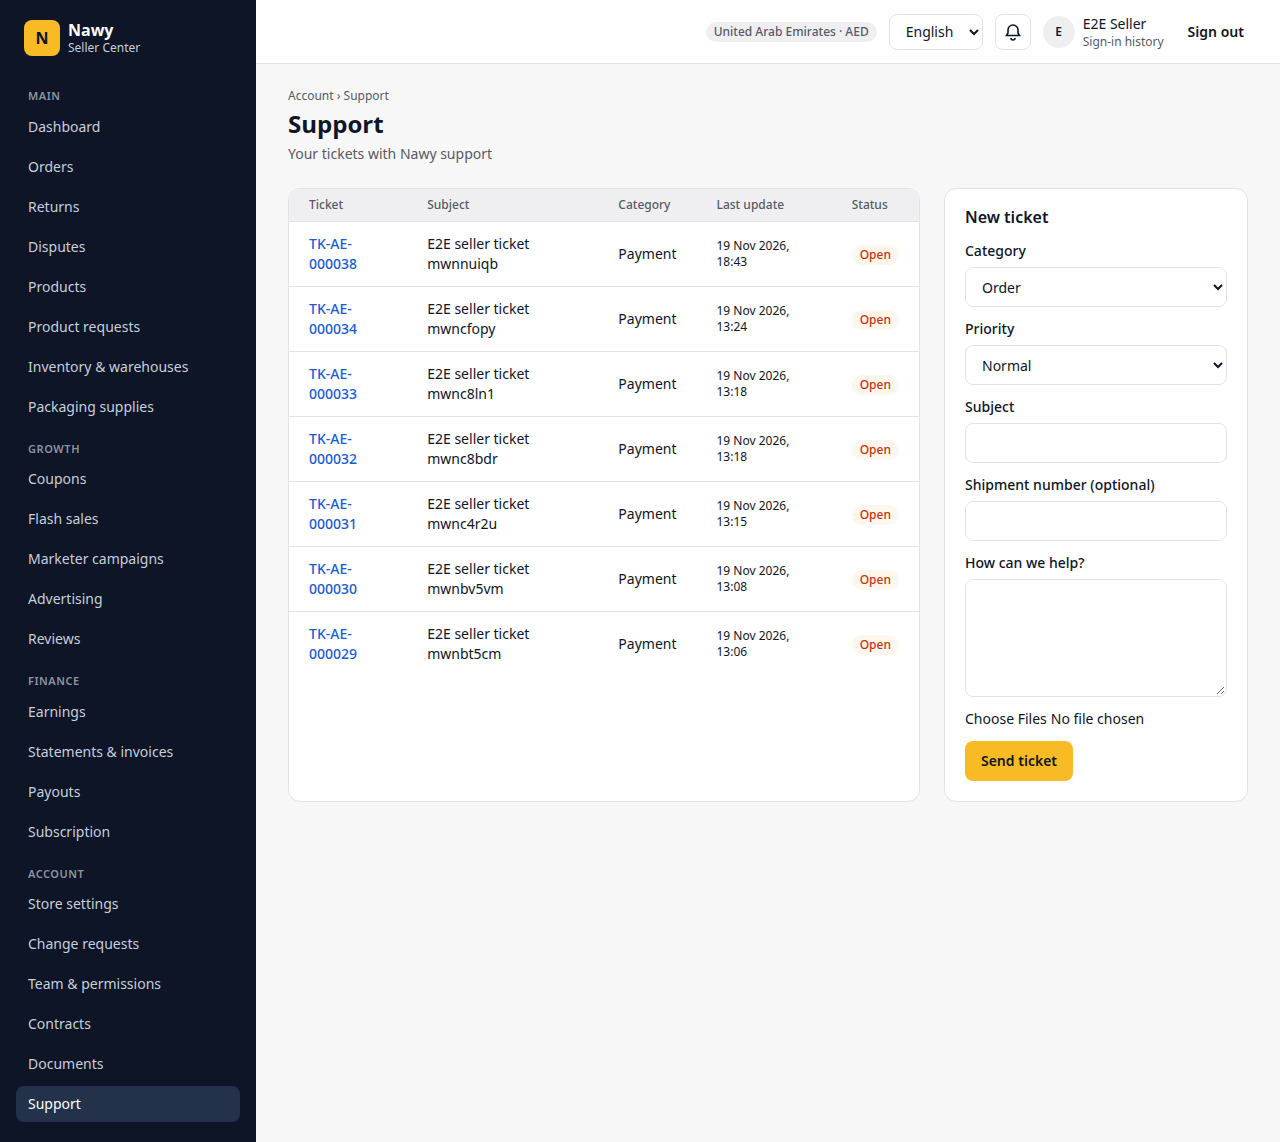 N
Nawy
Seller Center
MAIN
Dashboard
Orders
Returns
Disputes
Products
Product requests
Inventory & warehouses
Packaging supplies
GROWTH
Coupons
Flash sales
Marketer campaigns
Advertising
Reviews
FINANCE
Earnings
Statements & invoices
Payouts
Subscription
ACCOUNT
Store settings
Change requests
Team & permissions
Contracts
Documents
Support
United Arab Emirates · AED
English
E
E2E Seller
Sign-in history
Sign out
Account › Support
Support
Your tickets with Nawy support
Ticket Subject Category Last update Status
TK-AE-000038 E2E seller ticket mwnnuiqb Payment 19 Nov 2026, 18:43 Open
TK-AE-000034 E2E seller ticket mwncfopy Payment 19 Nov 2026, 13:24 Open
TK-AE-000033 E2E seller ticket mwnc8ln1 Payment 19 Nov 2026, 13:18 Open
TK-AE-000032 E2E seller ticket mwnc8bdr Payment 19 Nov 2026, 13:18 Open
TK-AE-000031 E2E seller ticket mwnc4r2u Payment 19 Nov 2026, 13:15 Open
TK-AE-000030 E2E seller ticket mwnbv5vm Payment 19 Nov 2026, 13:08 Open
TK-AE-000029 E2E seller ticket mwnbt5cm Payment 19 Nov 2026, 13:06 Open
New ticket
Category
Order
Priority
Normal
Subject
Shipment number (optional)
How can we help?
Choose Files No file chosen
Send ticket